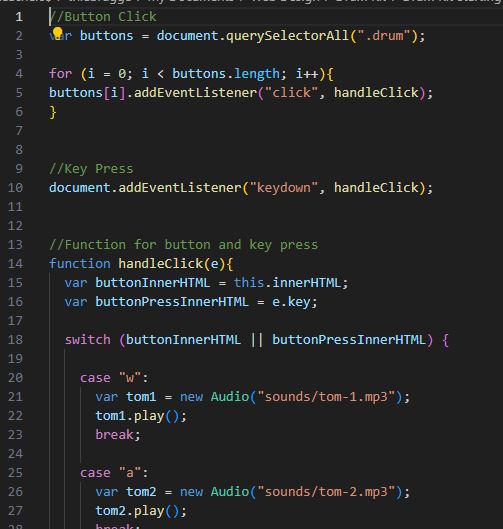 1 //Button Click
2 var buttons = document.querySelectorAll(".drum");
3
4 for (i = 0; i < buttons.length; i++){
5 buttons[i].addEventListener("click", handleClick);
6 }
7
8
9 //Key Press
10 document.addEventListener("keydown", handleClick);
11
12
13 //Function for button and key press
14 function handleClick(e){
15 var buttonInnerHTML = this.innerHTML;
16 var buttonPressInnerHTML = e.key;
17
18 switch (buttonInnerHTML || buttonPressInnerHTML) {
19
20 case "w":
21 var tom1 = new Audio("sounds/tom-1.mp3");
22 tom1.play();
23 break;
24
25 case "a":
26 var tom2 = new Audio("sounds/tom-2.mp3");
27 tom2.play();
28 break;